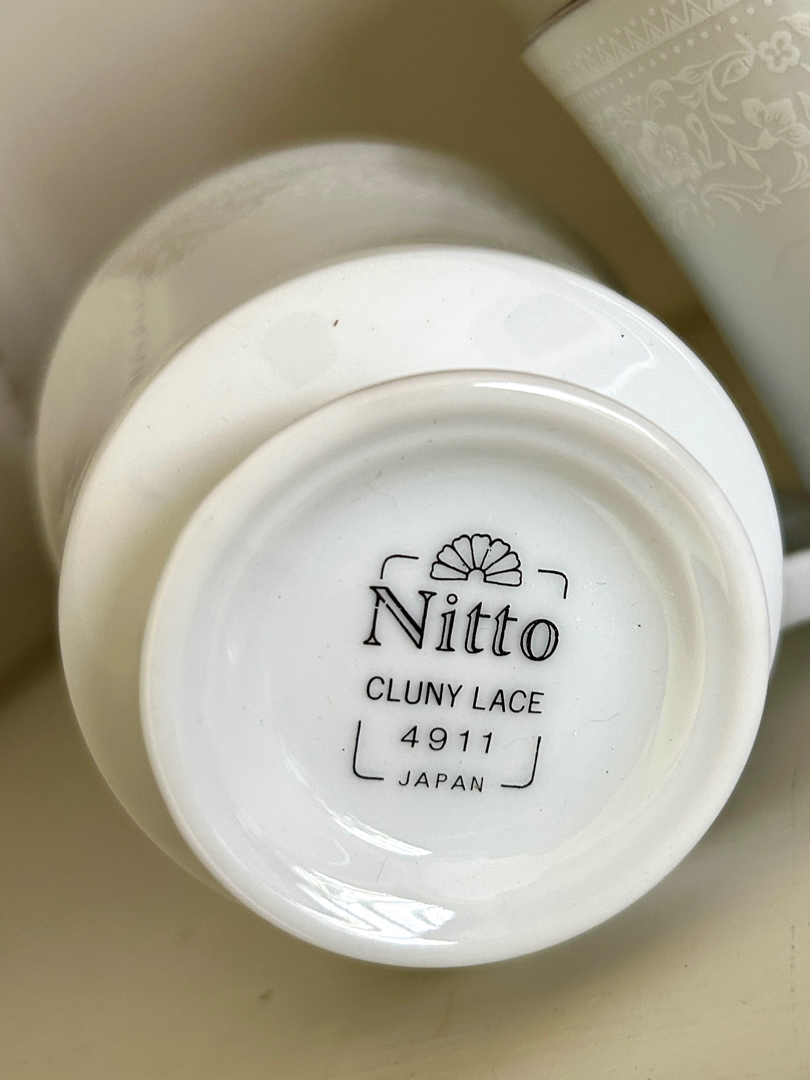 Nitto
CLUNY LACE
4911
JAPAN